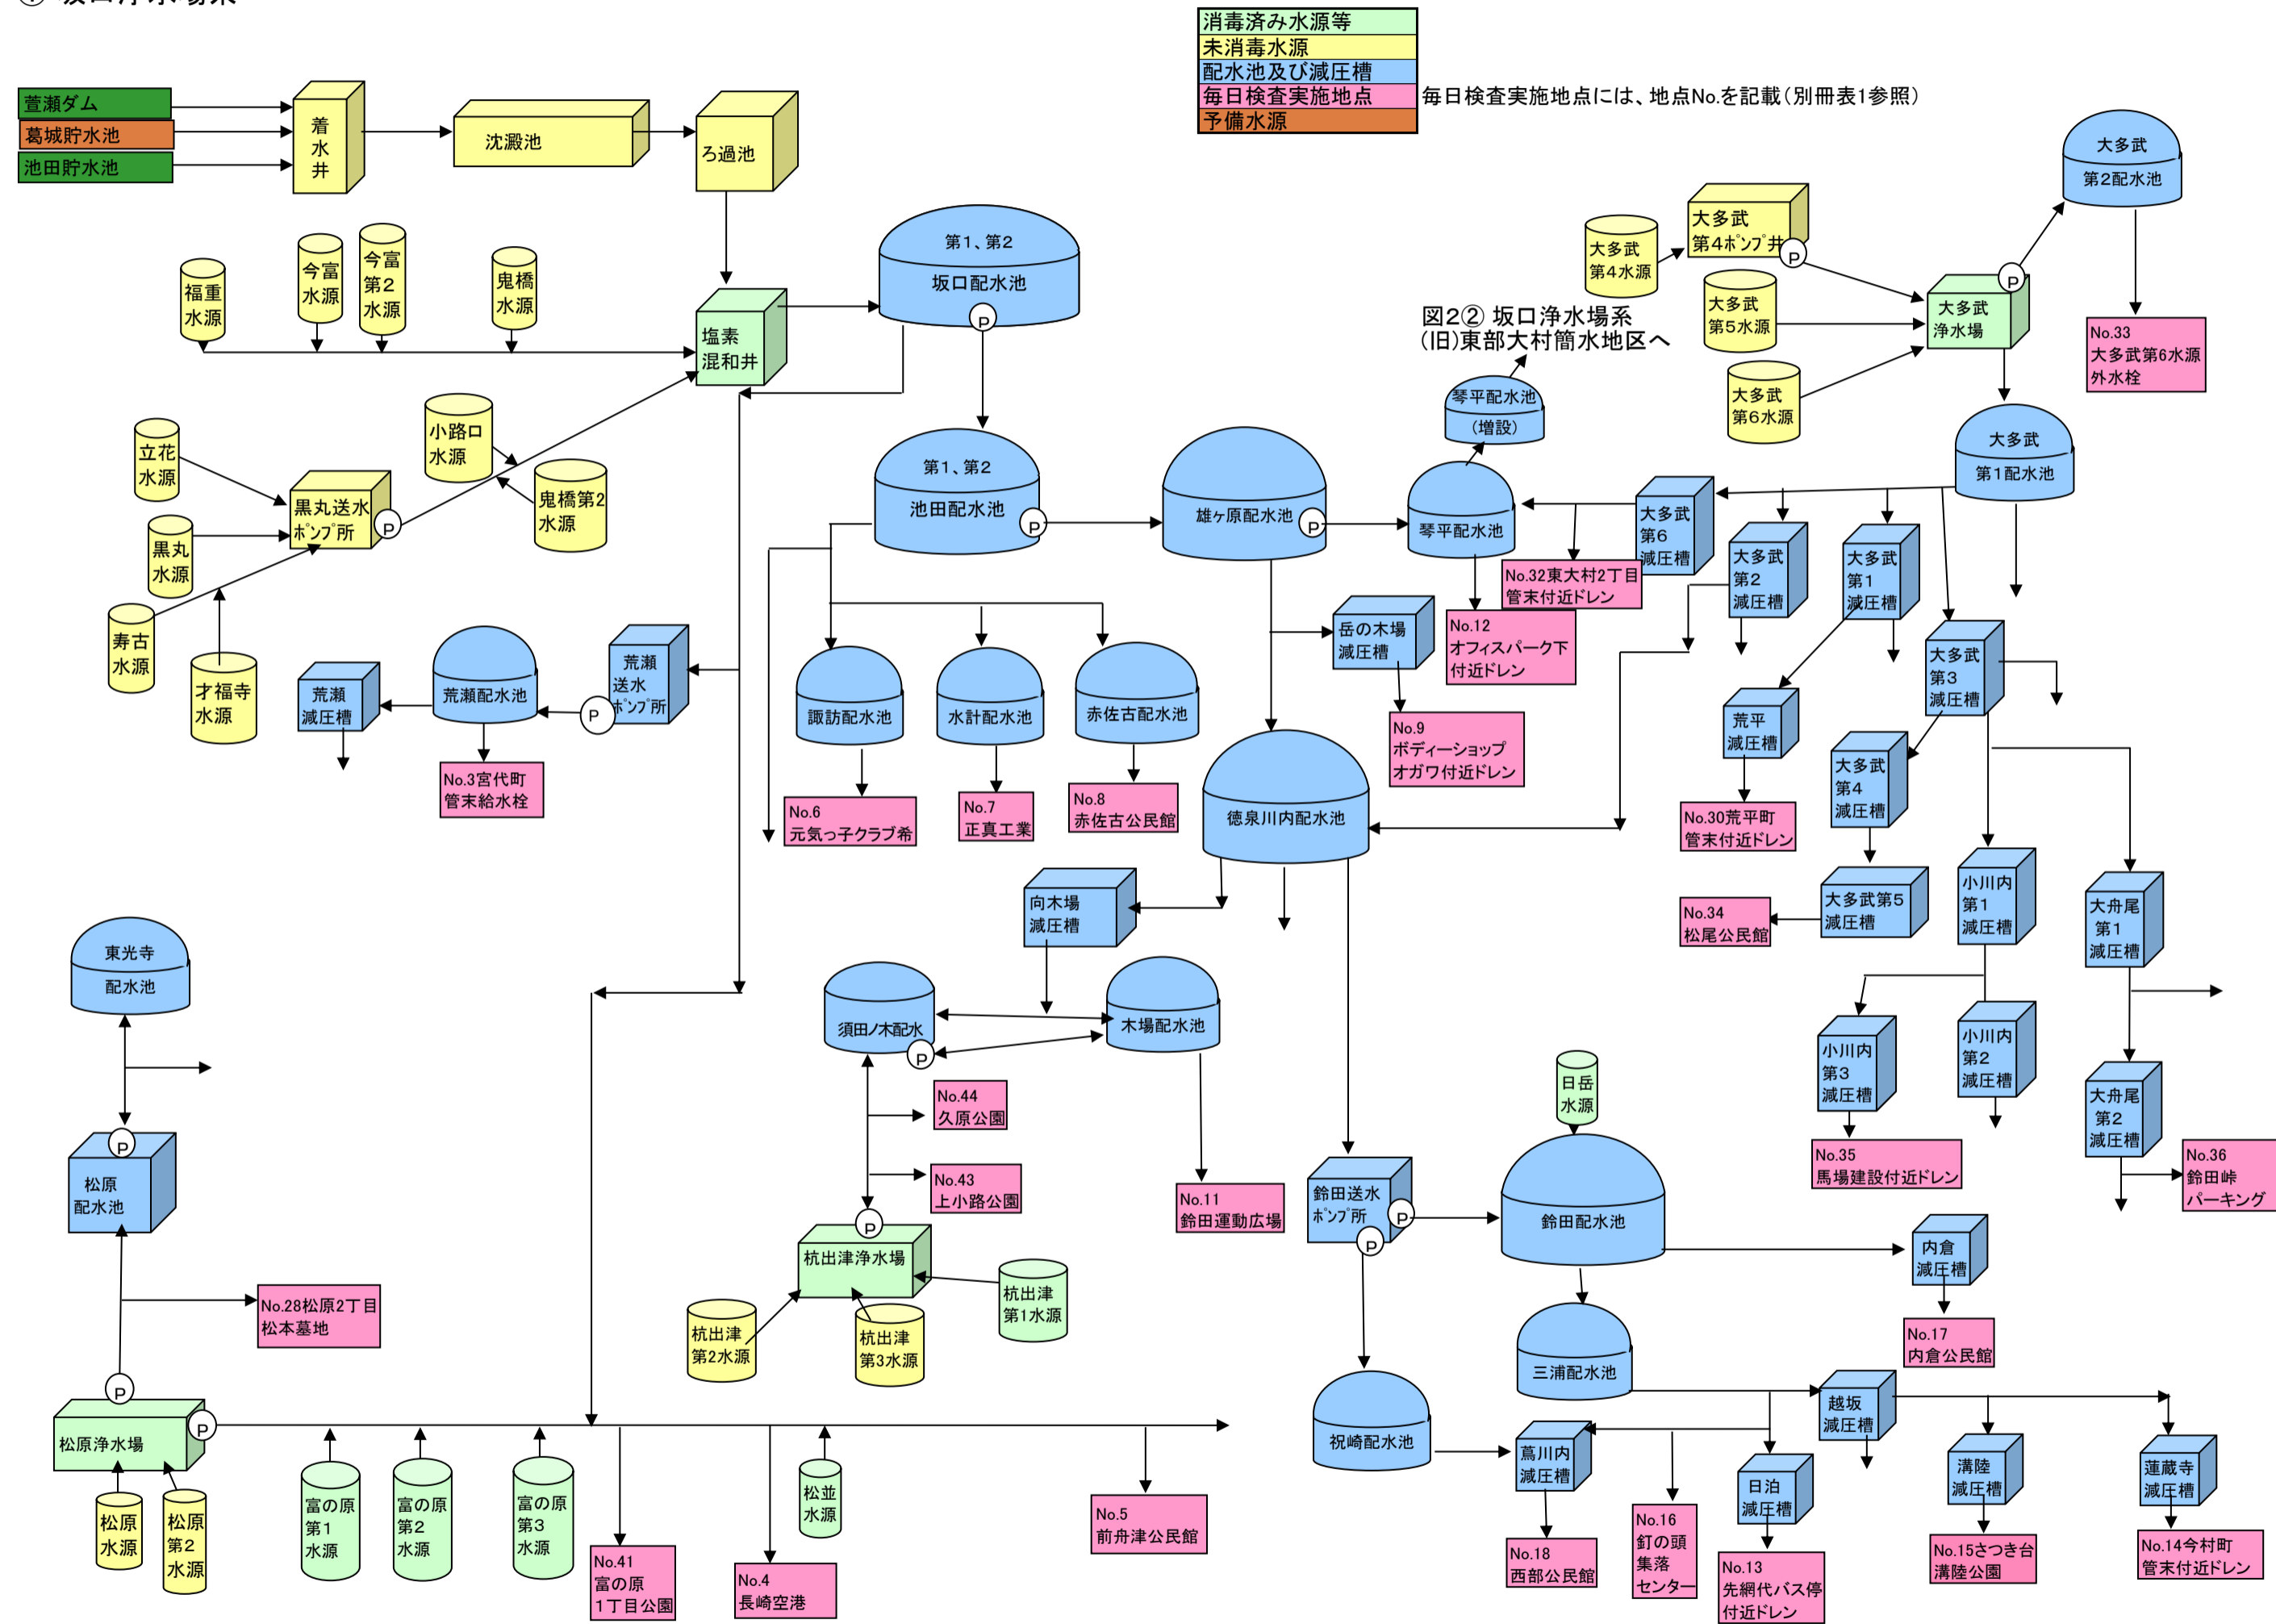 ① 坂口浄水場系
消毒済み水源等
未消毒水源
配水池及び減圧槽
毎日検査実施地点
予備水源
毎日検査実施地点には、地点No.を記載(別冊表1参照)
萱瀬ダム
葛城貯水池
池田貯水池
着
水
井
沈澱池
ろ過池
福重
水源
今富
水源
今富
第2
水源
鬼橋
水源
塩素
混和井
第1、第2
坂口配水池
P
図2② 坂口浄水場系
(旧)東部大村簡水地区へ
大多武
第4水源
大多武
第4ポンプ井
P
大多武
第5水源
大多武
第6水源
大多武
浄水場
P
大多武
第2配水池
No.33
大多武第6水源
外水栓
立花
水源
黒丸
水源
寿古
水源
才福寺
水源
黒丸送水
ポンプ所
P
小路口
水源
鬼橋第2
水源
第1、第2
池田配水池
P
雄ヶ原配水池
P
琴平配水池
(増設)
琴平配水池
大多武
第1配水池
大多武
第6
減圧槽
大多武
第2
減圧槽
大多武
第1
減圧槽
大多武
第3
減圧槽
No.32東大村2丁目
管末付近ドレン
No.12
オフィスパーク下
付近ドレン
岳の木場
減圧槽
No.9
ボディーショップ
オガワ付近ドレン
荒瀬
減圧槽
荒瀬配水池
P
荒瀬
送水
ポンプ所
No.3宮代町
管末給水栓
諏訪配水池
水計配水池
赤佐古配水池
No.6
元気っ子クラブ希
No.7
正真工業
No.8
赤佐古公民館
徳泉川内配水池
荒平
減圧槽
No.30荒平町
管末付近ドレン
大多武
第4
減圧槽
大多武第5
減圧槽
No.34
松尾公民館
小川内
第1
減圧槽
大舟尾
第1
減圧槽
小川内
第3
減圧槽
小川内
第2
減圧槽
大舟尾
第2
減圧槽
No.35
馬場建設付近ドレン
No.36
鈴田峠
パーキング
東光寺
配水池
P
松原
配水池
No.28松原2丁目
松本墓地
向木場
減圧槽
須田ノ木配水
P
木場配水池
No.44
久原公園
No.43
上小路公園
No.11
鈴田運動広場
P
杭出津浄水場
杭出津
第2水源
杭出津
第3水源
杭出津
第1水源
日岳
水源
鈴田送水
ポンプ所
P
P
鈴田配水池
内倉
減圧槽
No.17
内倉公民館
三浦配水池
祝崎配水池
蔦川内
減圧槽
No.18
西部公民館
No.16
釘の頭
集落
センター
日泊
減圧槽
No.13
先網代バス停
付近ドレン
越坂
減圧槽
溝陸
減圧槽
No.15さつき台
溝陸公園
蓮蔵寺
減圧槽
No.14今村町
管末付近ドレン
P
松原浄水場
P
松原
水源
松原
第2
水源
富の原
第1
水源
富の原
第2
水源
富の原
第3
水源
No.41
富の原
1丁目公園
No.4
長崎空港
松並
水源
No.5
前舟津公民館